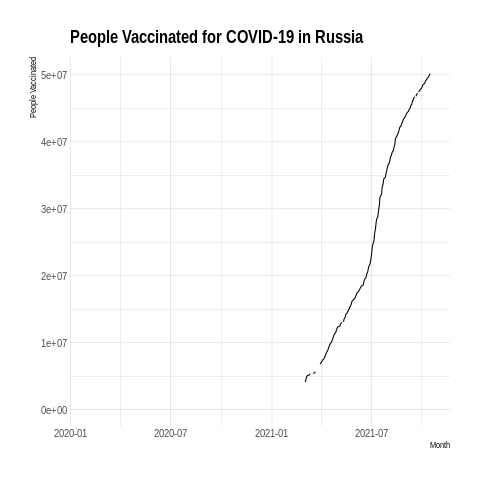 People Vaccinated for COVID-19 in Russia
People Vaccinated
5e+07
4e+07
3e+07
2e+07
1e+07
0e+00
2020-01 2020-07 2021-01 2021-07
Month